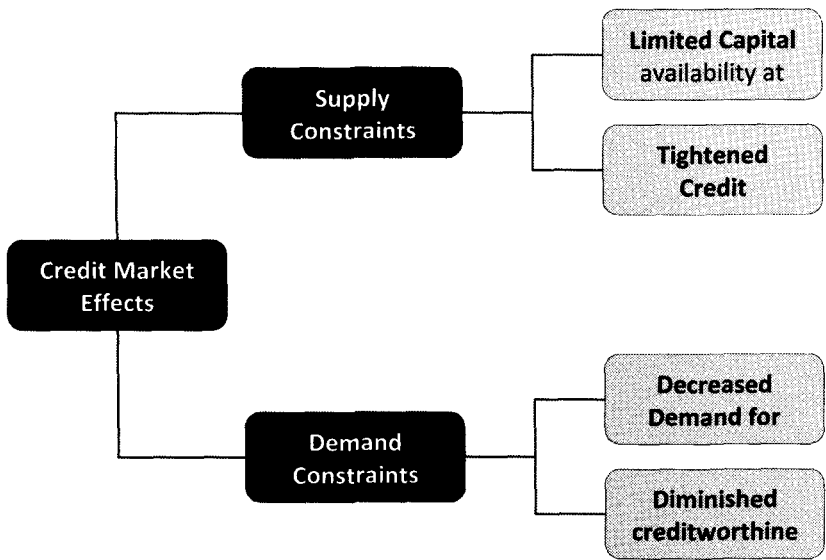 Limited Capital
availability at
Supply
Constraints
Tightened
Credit
Credit Market
Effects
Decreased
Demand for
Demand
Constraints
Diminished
creditworthine